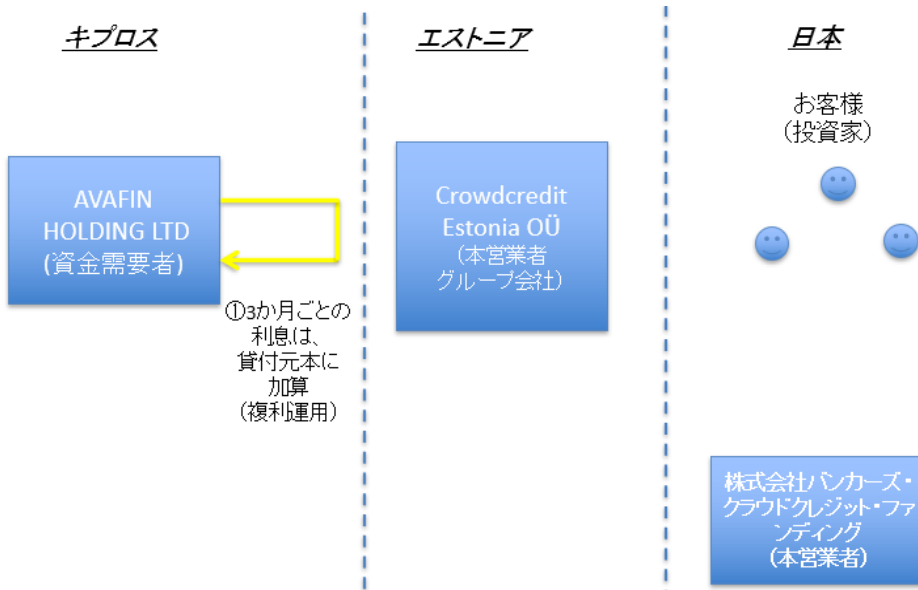 キプロス
エストニア
日本
お客様
(投資家)
AVAFIN
HOLDING LTD
(資金需要者)
Crowdcredit
Estonia OÜ
(本営業者
グループ会社)
①3か月ごとの
利息は、
貸付元本に
加算
(複利運用)
株式会社バンカーズ・
クラウドクレジット・ファ
ンディング
(本営業者)